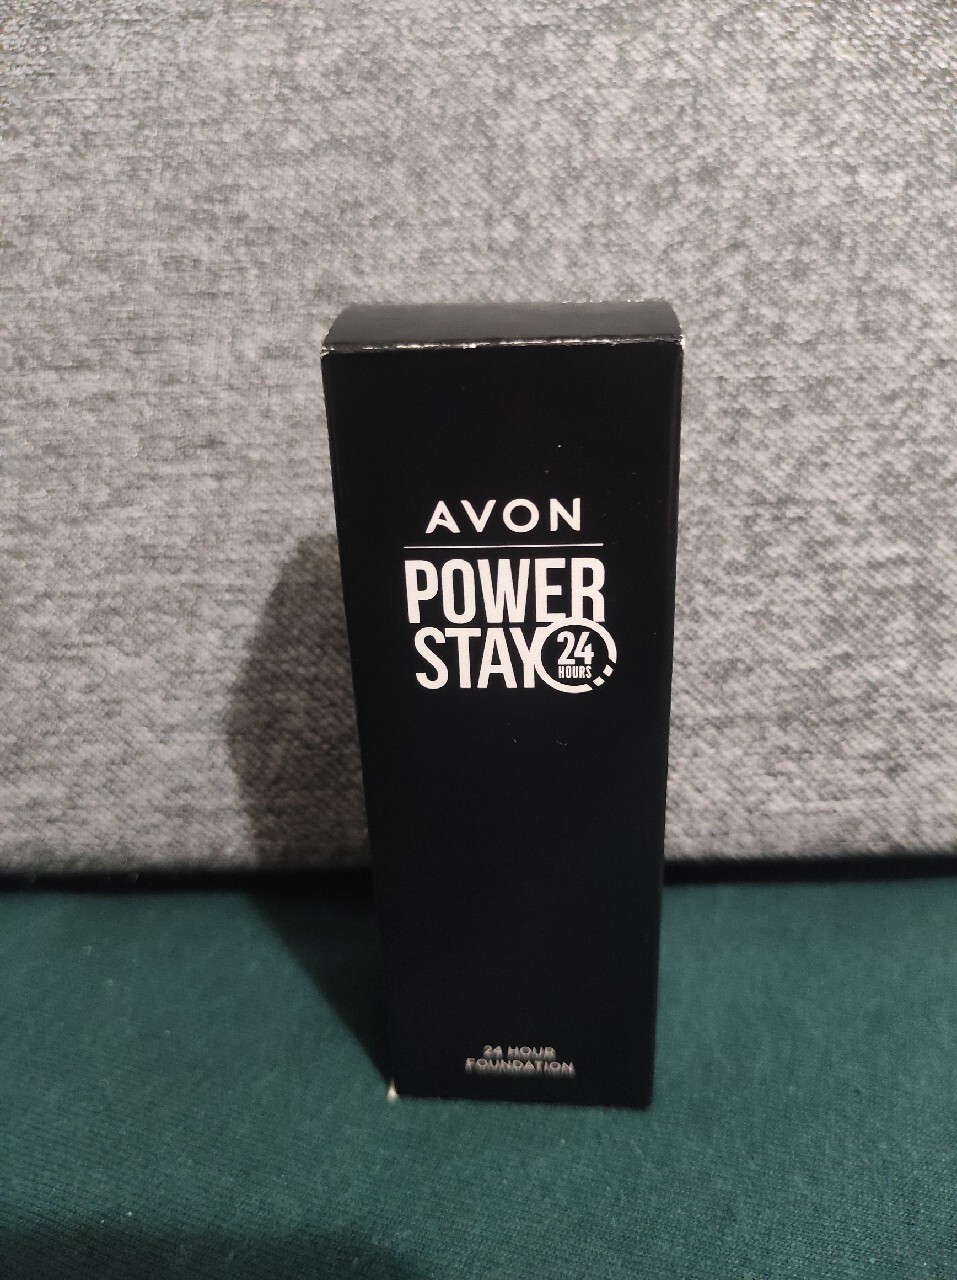 AVON
POWER
STAY 24
HOURS
24 HOUR
FOUNDATION